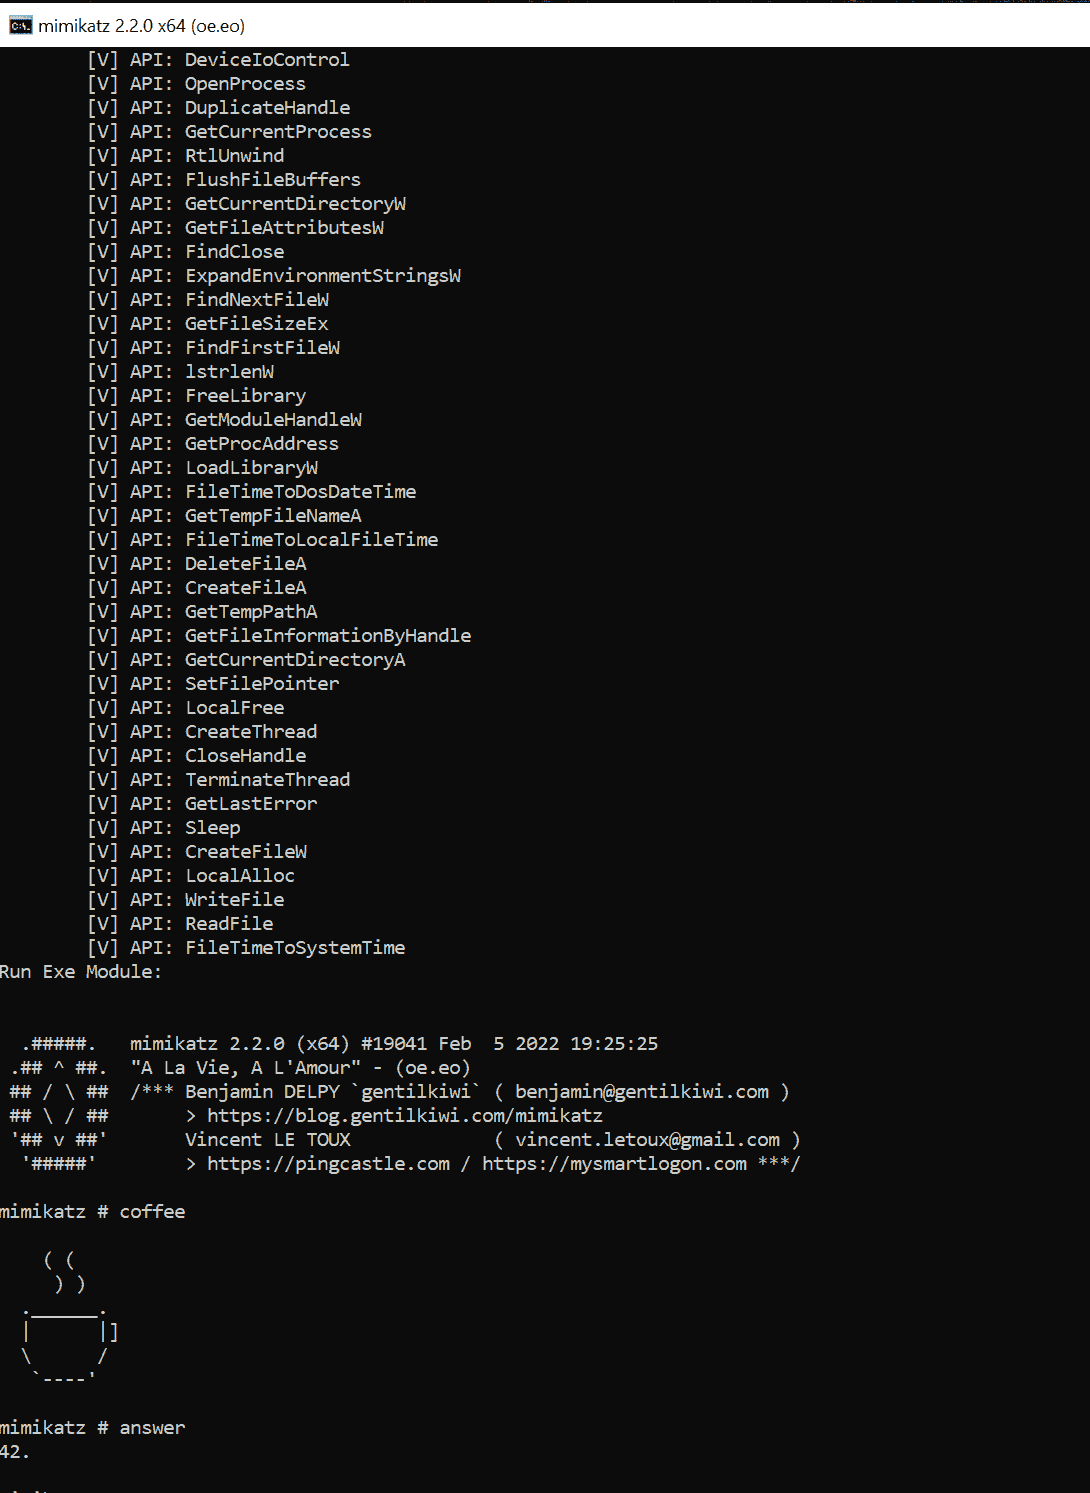 mimikatz 2.2.0 x64 (oe.eo)
[V] API: DeviceIoControl
[V] API: OpenProcess
[V] API: DuplicateHandle
[V] API: GetCurrentProcess
[V] API: RtlUnwind
[V] API: FlushFileBuffers
[V] API: GetCurrentDirectoryW
[V] API: GetFileAttributesW
[V] API: FindClose
[V] API: ExpandEnvironmentStringsW
[V] API: FindNextFileW
[V] API: GetFileSizeEx
[V] API: FindFirstFileW
[V] API: lstrlenW
[V] API: FreeLibrary
[V] API: GetModuleHandleW
[V] API: GetProcAddress
[V] API: LoadLibraryW
[V] API: FileTimeToDosDateTime
[V] API: GetTempFileNameA
[V] API: FileTimeToLocalFileTime
[V] API: DeleteFileA
[V] API: CreateFileA
[V] API: GetTempPathA
[V] API: GetFileInformationByHandle
[V] API: GetCurrentDirectoryA
[V] API: SetFilePointer
[V] API: LocalFree
[V] API: CreateThread
[V] API: CloseHandle
[V] API: TerminateThread
[V] API: GetLastError
[V] API: Sleep
[V] API: CreateFileW
[V] API: LocalAlloc
[V] API: WriteFile
[V] API: ReadFile
[V] API: FileTimeToSystemTime
Run Exe Module:
  .#####.   mimikatz 2.2.0 (x64) #19041 Feb  5 2022 19:25:25
 .## ^ ##.  "A La Vie, A L'Amour" - (oe.eo)
 ## / \ ##  /*** Benjamin DELPY `gentilkiwi` ( benjamin@gentilkiwi.com )
 ## \ / ##       > https://blog.gentilkiwi.com/mimikatz
 '## v ##'       Vincent LE TOUX             ( vincent.letoux@gmail.com )
  '#####'        > https://pingcastle.com / https://mysmartlogon.com ***/
mimikatz # coffee
    ( (
     ) )
  .______.
  |      |]
  \      /
   `----'
mimikatz # answer
42.